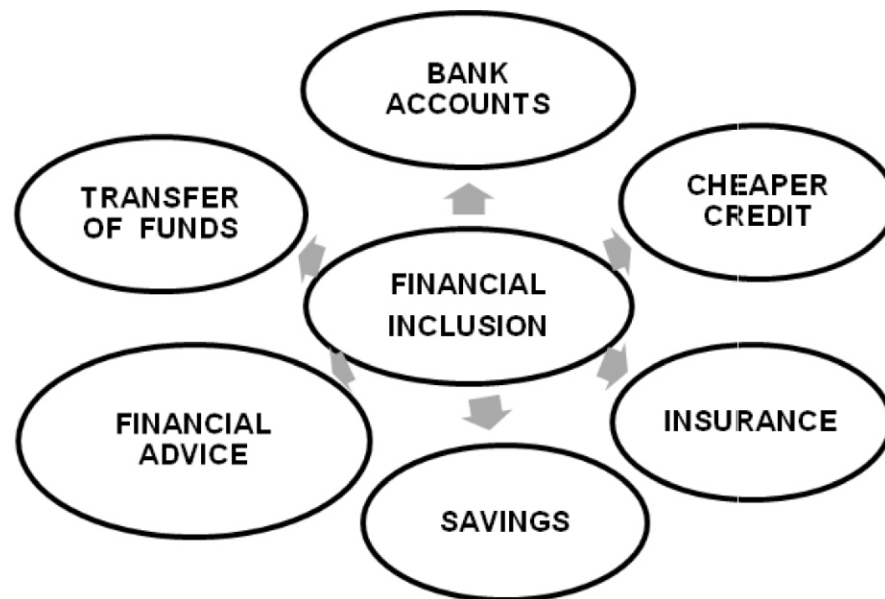 BANK
ACCOUNTS
TRANSFER
OF FUNDS
CHEAPER
CREDIT
FINANCIAL
INCLUSION
FINANCIAL
ADVICE
INSURANCE
SAVINGS